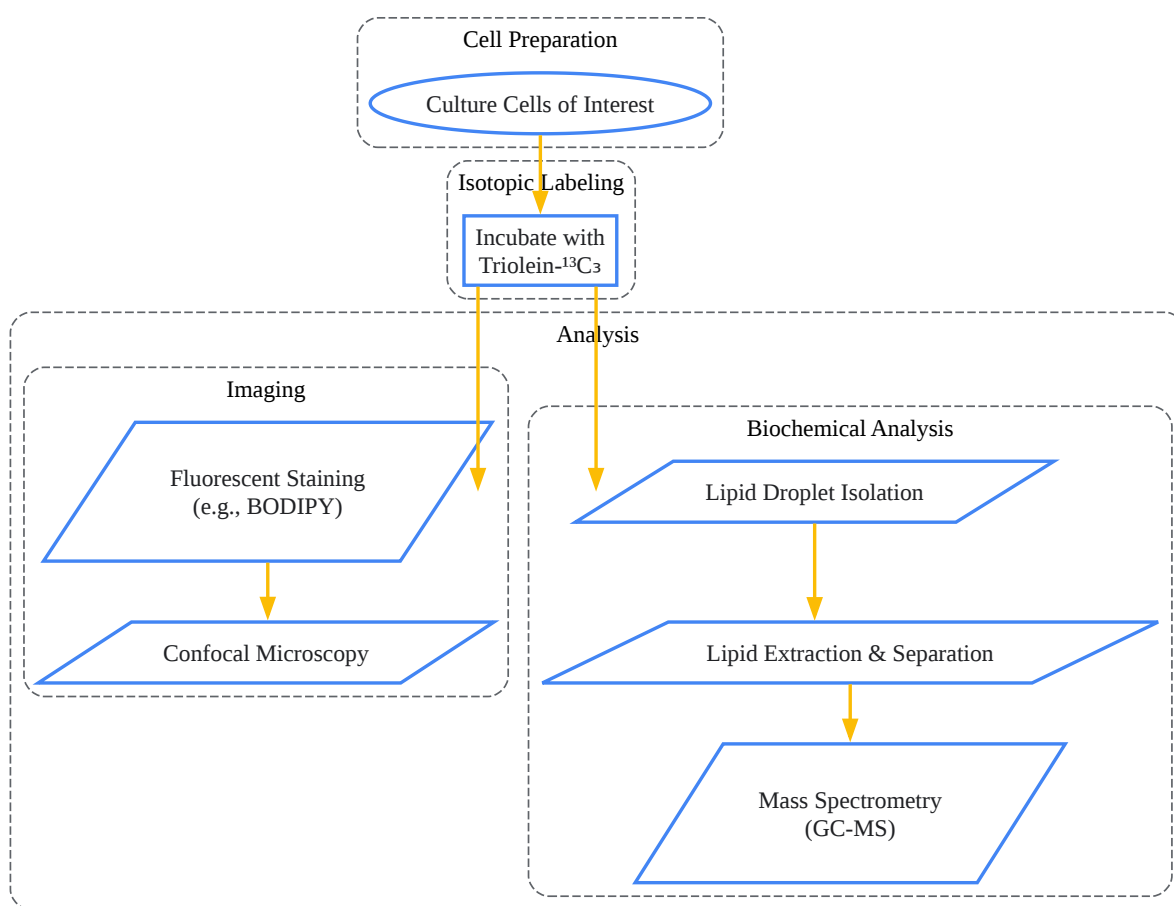 Cell Preparation
Culture Cells of Interest
Isotopic Labeling
Incubate with
Triolein-¹³C₃
Analysis
Imaging
Fluorescent Staining
(e.g., BODIPY)
Confocal Microscopy
Biochemical Analysis
Lipid Droplet Isolation
Lipid Extraction & Separation
Mass Spectrometry
(GC-MS)